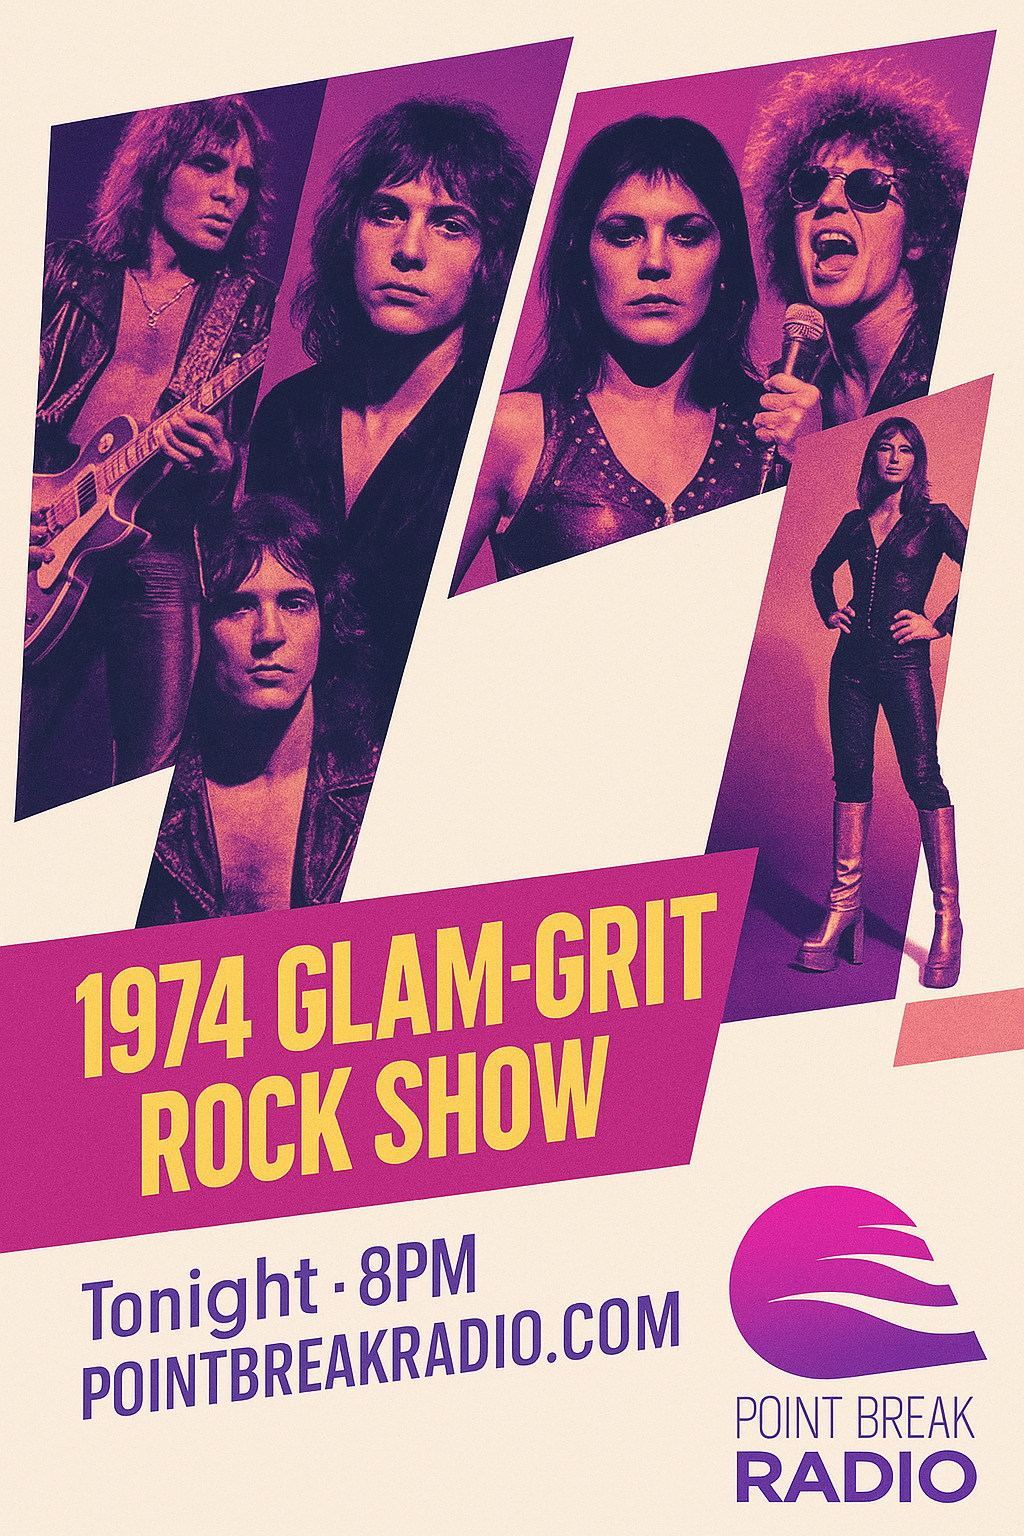 1974 GLAM-GRIT
ROCK SHOW
Tonight · 8PM
POINTBREAKRADIO.COM
POINT BREAK
RADIO